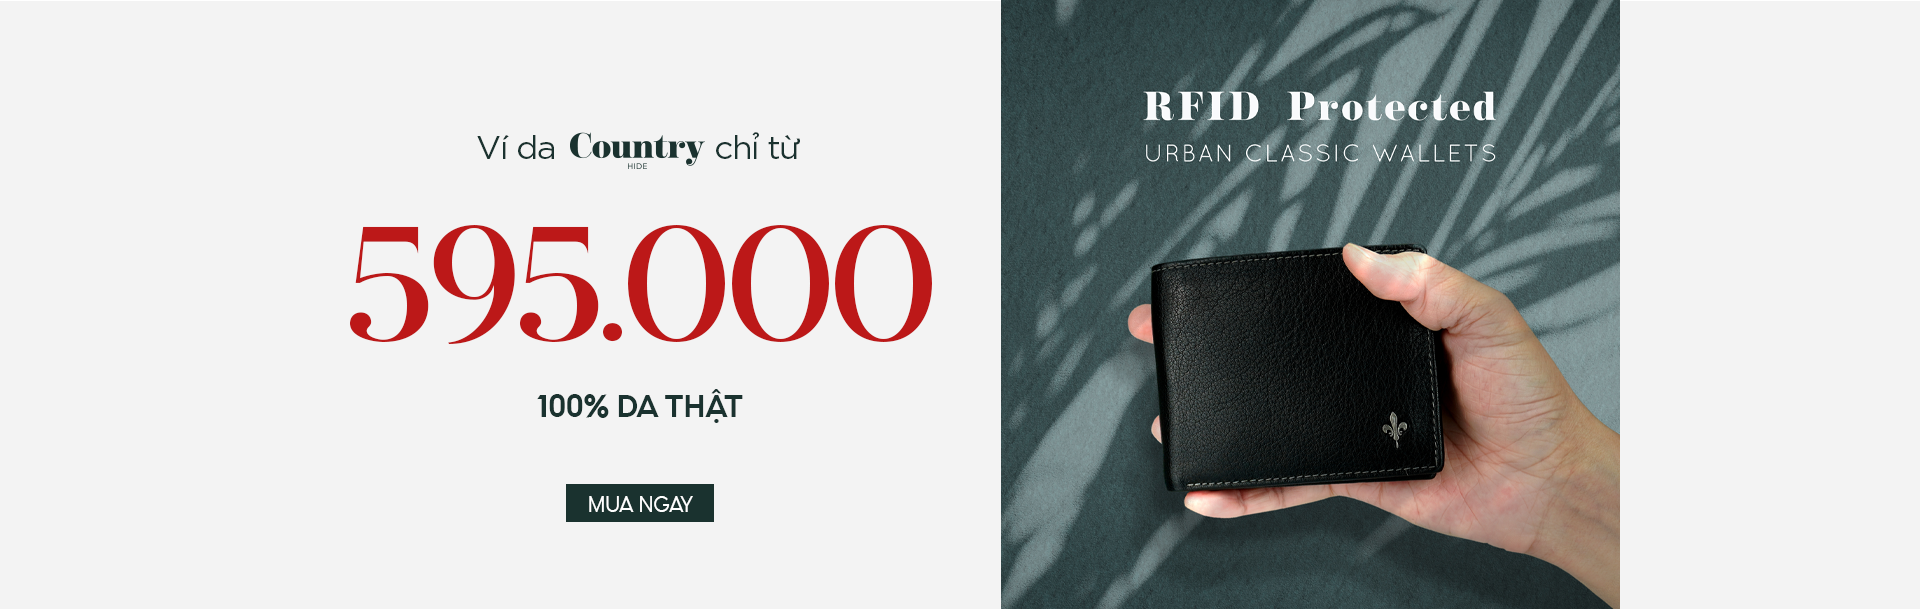 Ví da Country chỉ từ
HIDE
595.000
100% DA THẬT
MUA NGAY
RFID Protected
URBAN CLASSIC WALLETS